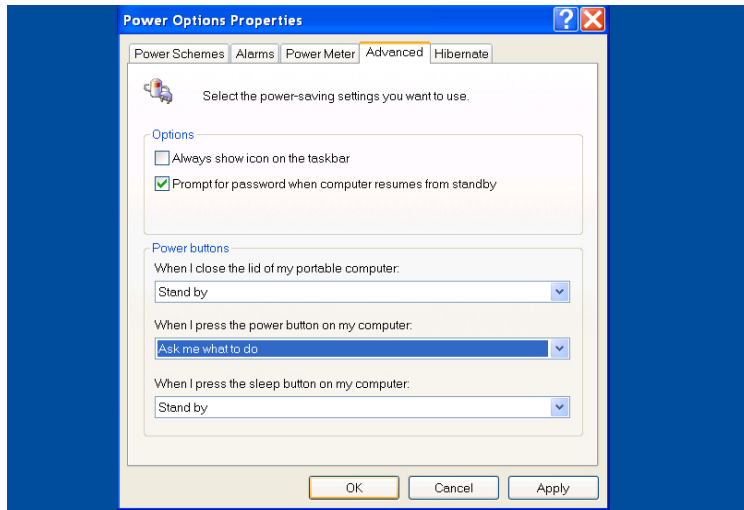 Power Options Properties
Power Schemes Alarms Power Meter Advanced Hibernate
Select the power-saving settings you want to use.
Options
Always show icon on the taskbar
Prompt for password when computer resumes from standby
Power buttons
When I close the lid of my portable computer:
Stand by
When I press the power button on my computer:
Ask me what to do
When I press the sleep button on my computer:
Stand by
OK Cancel Apply